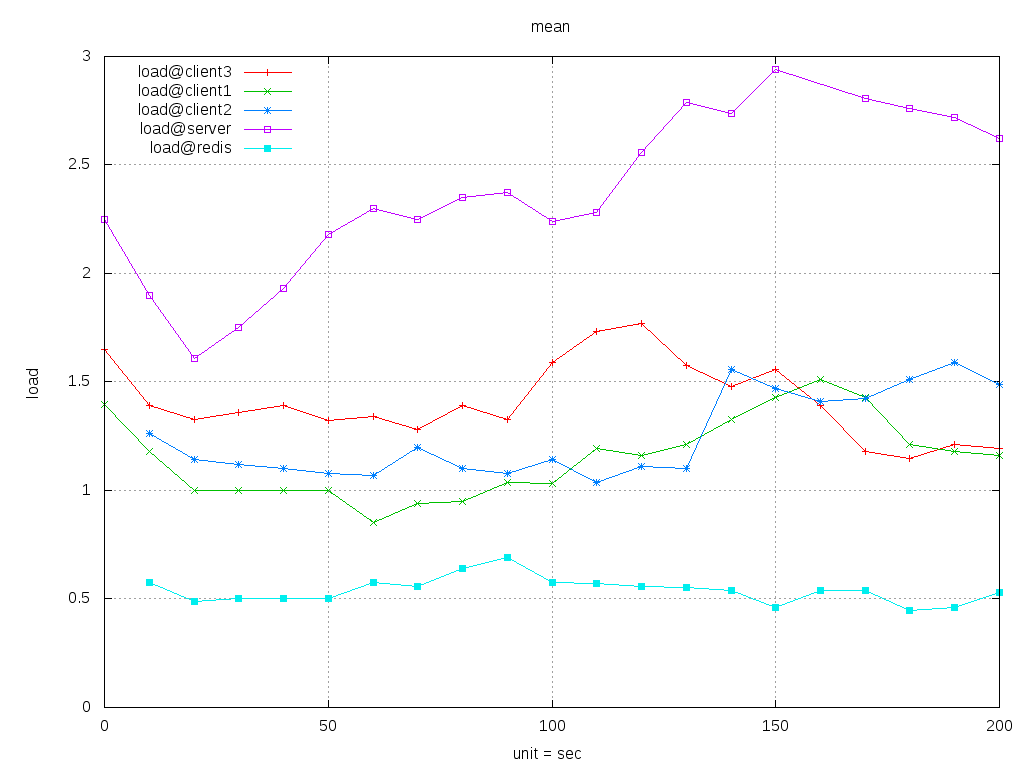 mean
load@client3
load@client1
load@client2
load@server
load@redis
3
2.5
2
1.5
1
0.5
0
load
0 50 100 150 200
unit = sec